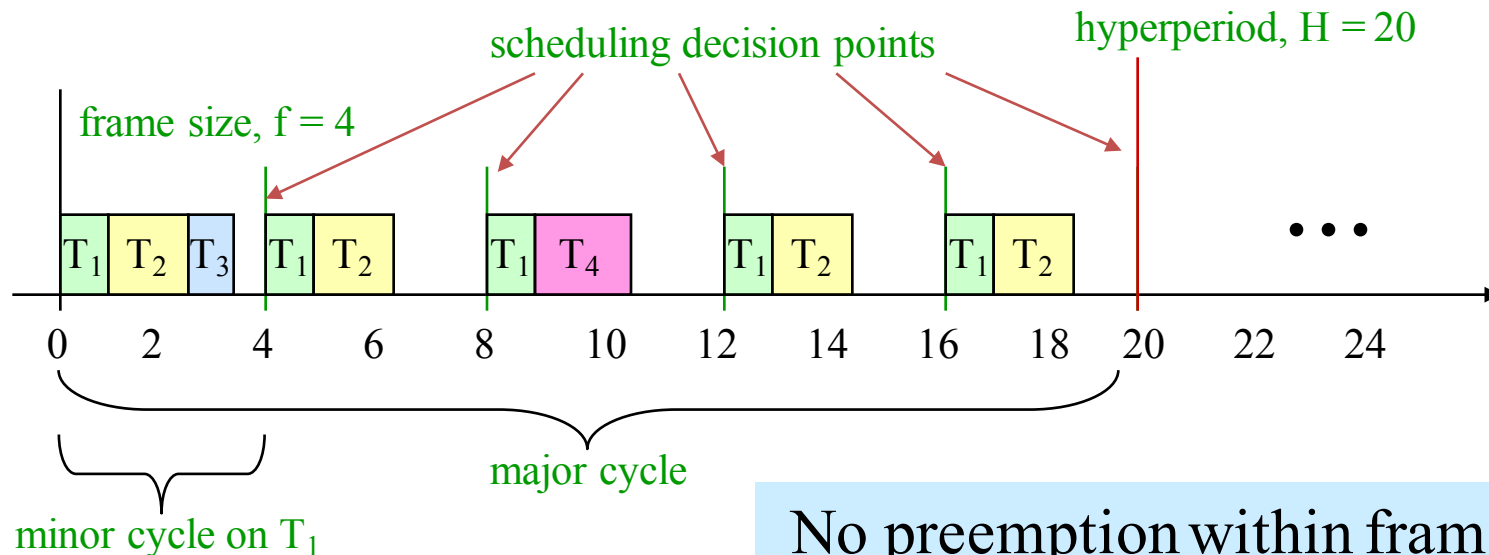 hyperperiod, H = 20
scheduling decision points
frame size, f = 4
T₁ T₂ T₃ T₁ T₂ T₁ T₄ T₁ T₂ T₁ T₂ • • •
0 2 4 6 8 10 12 14 16 18 20 22 24
major cycle
minor cycle on T₁
No preemption within fram